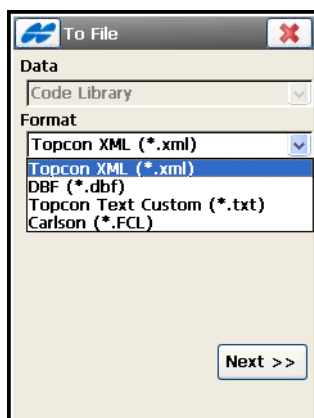 To File
Data
Code Library
Format
Topcon XML (*.xml)
Topcon XML (*.xml)
DBF (*.dbf)
Topcon Text Custom (*.txt)
Carlson (*.FCL)
Next >>